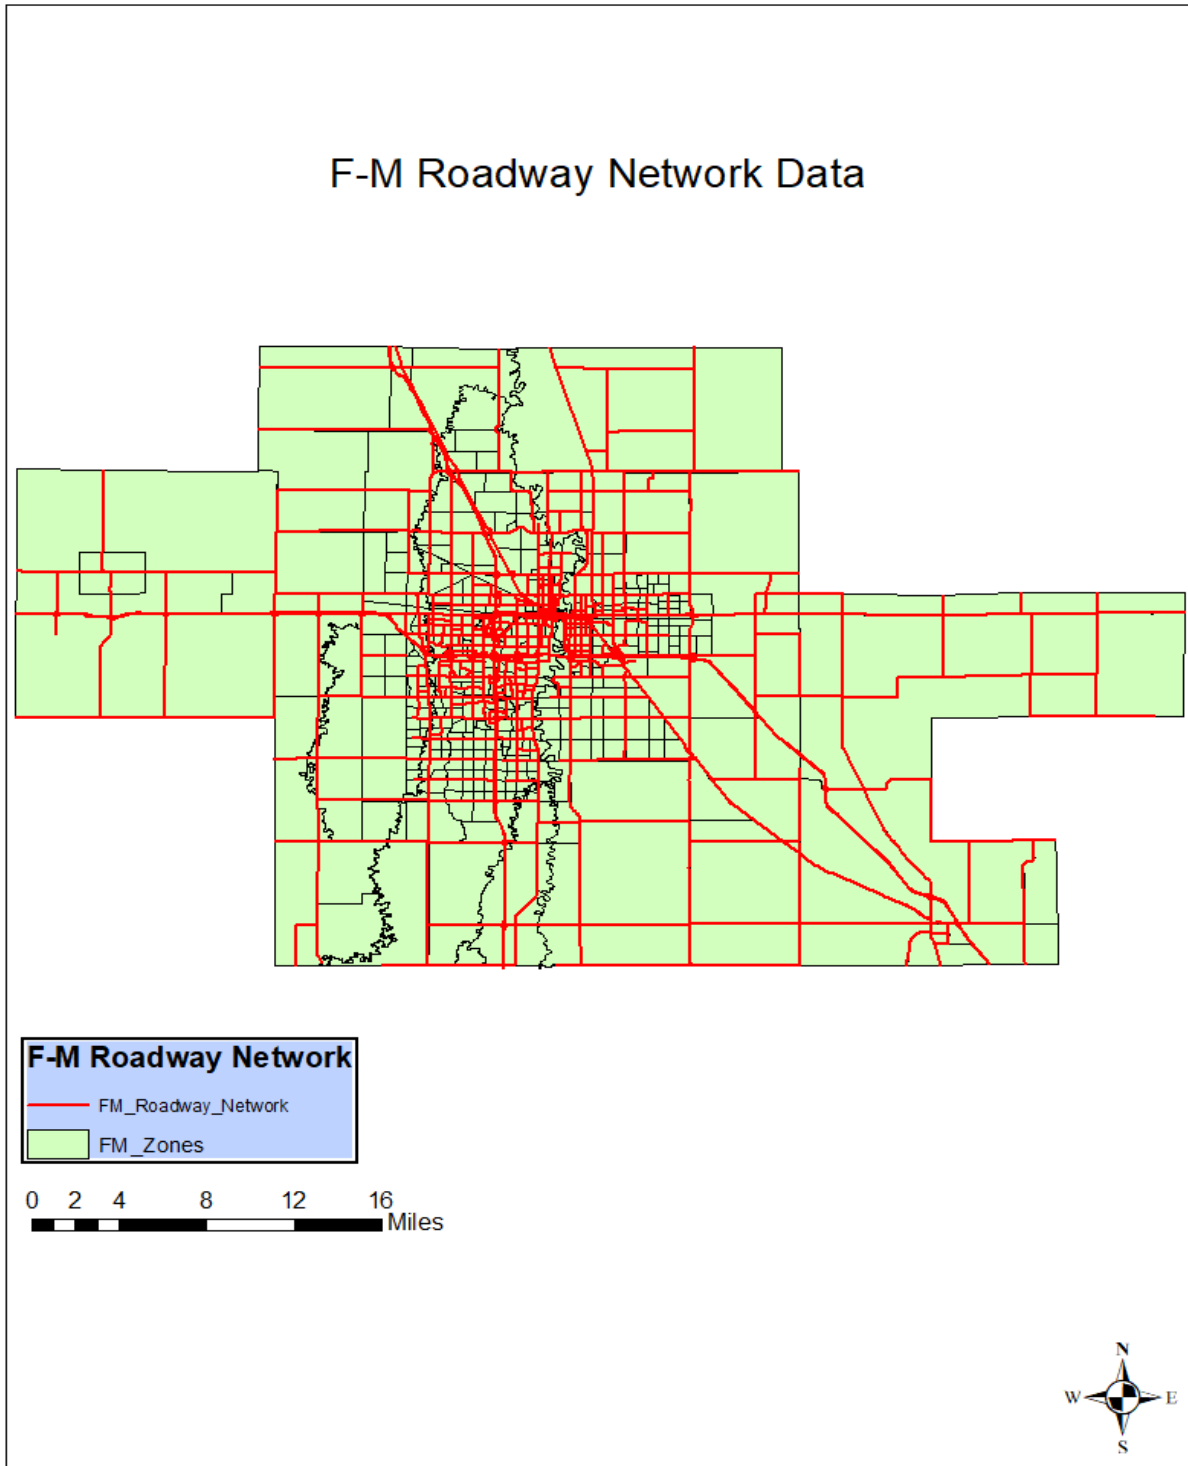 F-M Roadway Network Data
F-M Roadway Network
FM_Roadway_Network
FM_Zones
0 2 4 8 12 16
Miles
N
W E
S